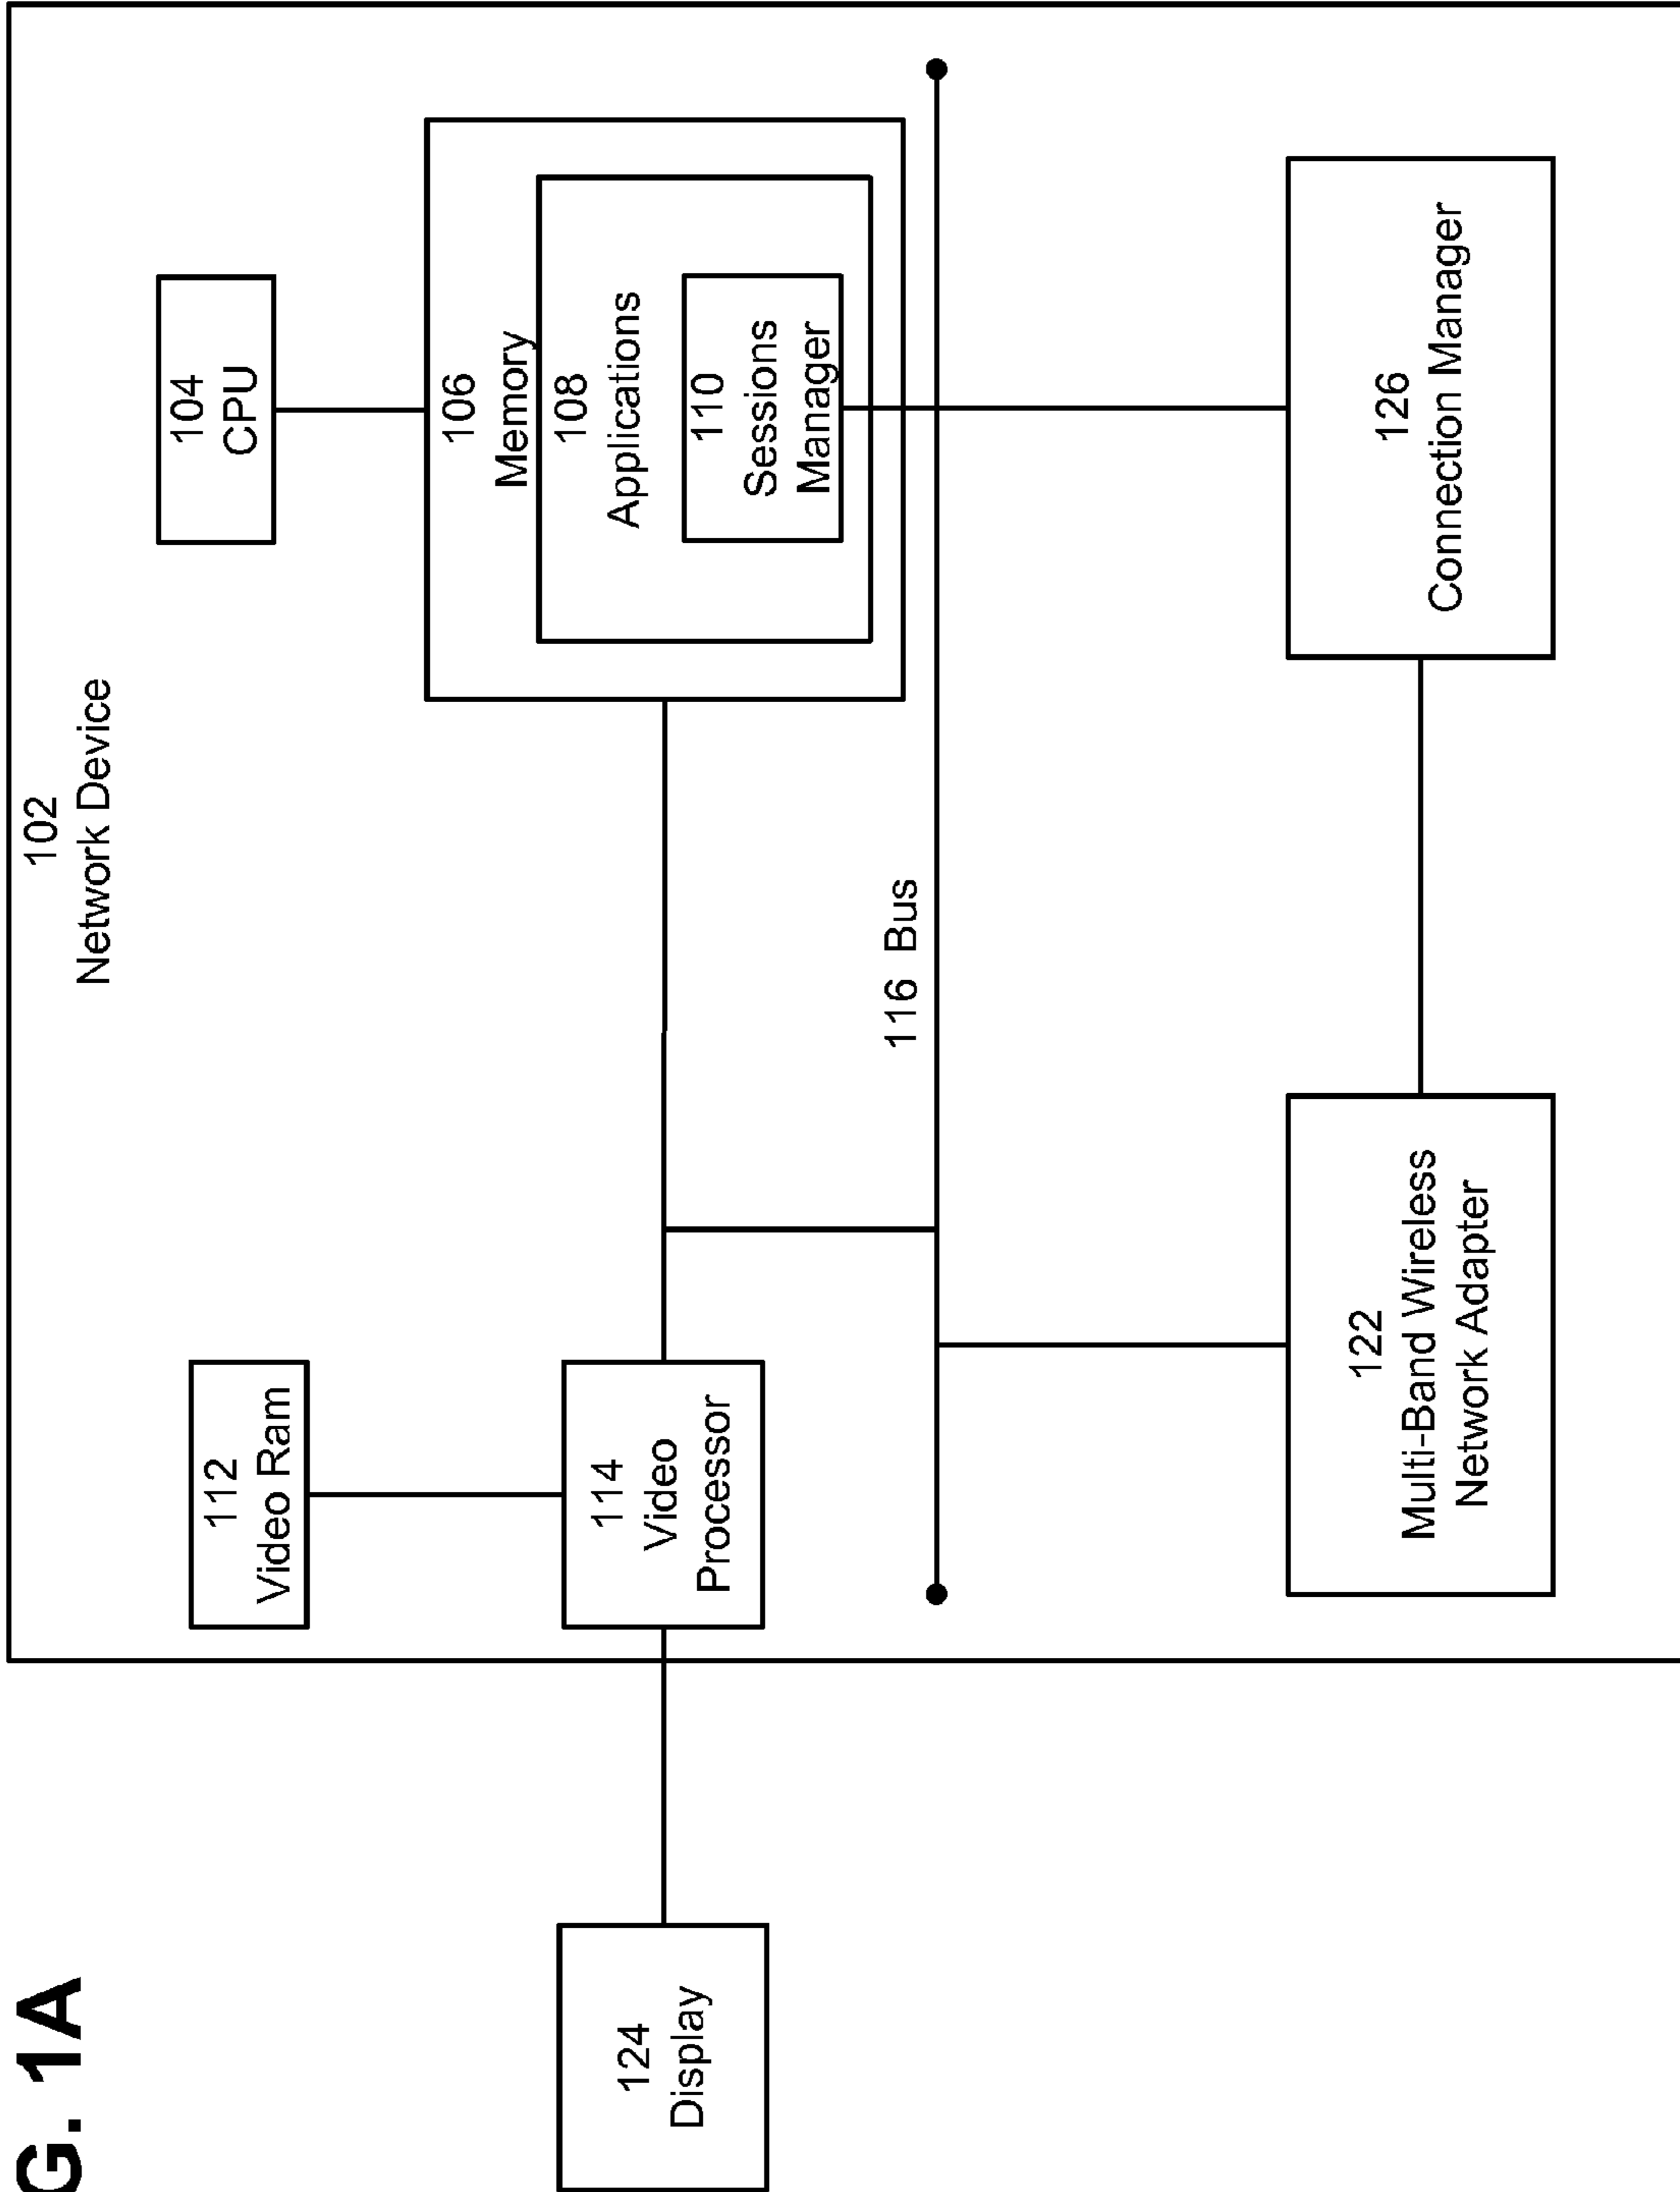 G. 1A
102
Network Device
104
CPU
112
Video Ram
106
Memory
108
Applications
110
Sessions
Manager
114
Video
Processor
124
Display
116 Bus
122
Multi-Band Wireless
Network Adapter
126
Connection Manager